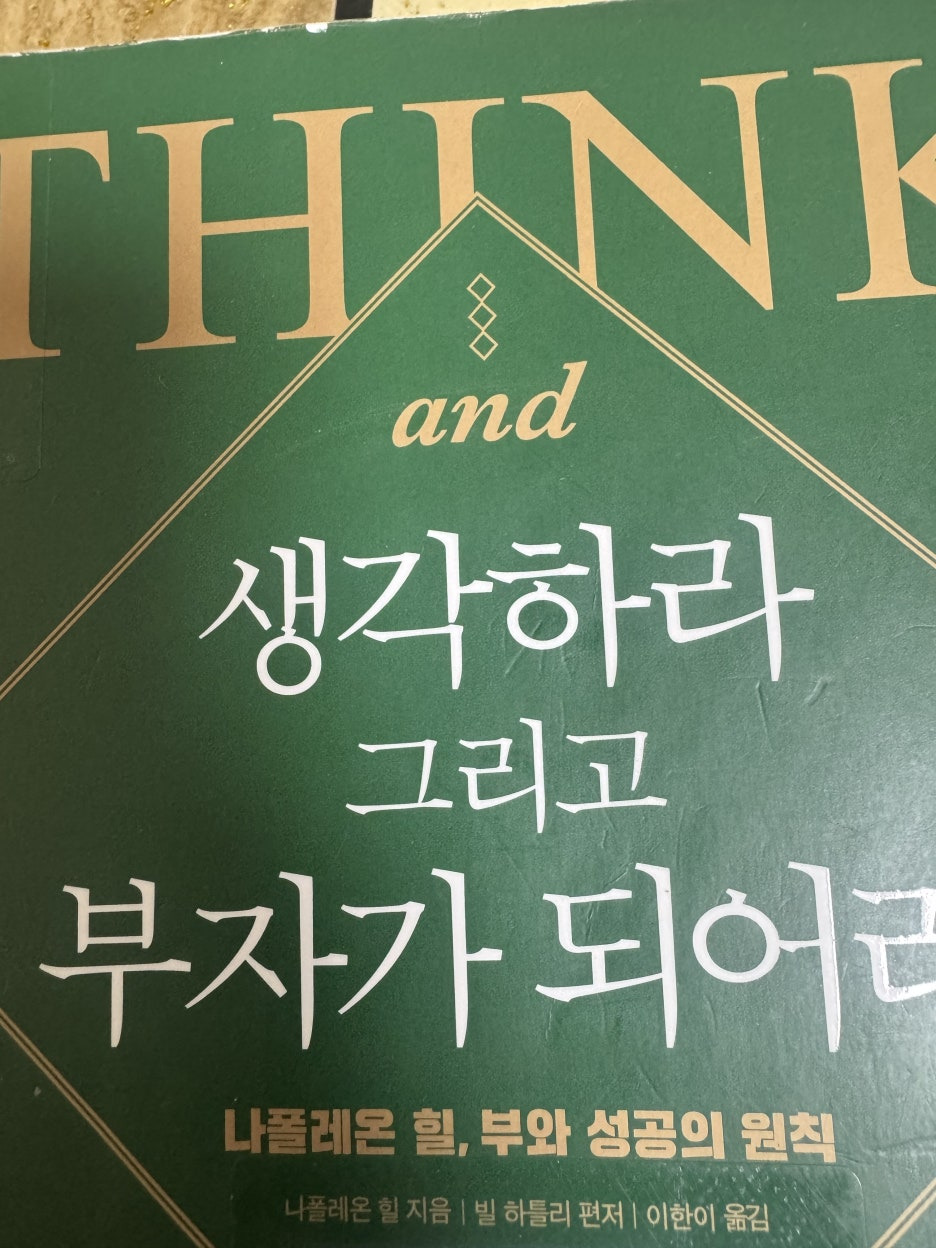 THINK
and
생각하라
그리고
부자가 되어라
나폴레온 힐, 부와 성공의 원칙
나폴레온 힐 지음 | 빌 하틀리 편저 | 이한이 옮김